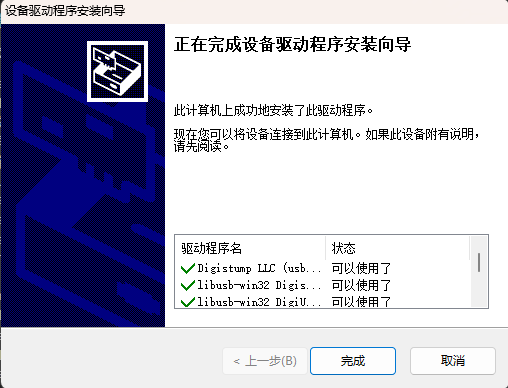 设备驱动程序安装向导
正在完成设备驱动程序安装向导
此计算机上成功地安装了此驱动程序。
现在您可以将设备连接到此计算机。如果此设备附有说明，
请先阅读。
驱动程序名 状态
Digistump LLC (usb... 可以使用了
libusb-win32 Digis... 可以使用了
libusb-win32 DigiU... 可以使用了
< 上一步(B) 完成 取消